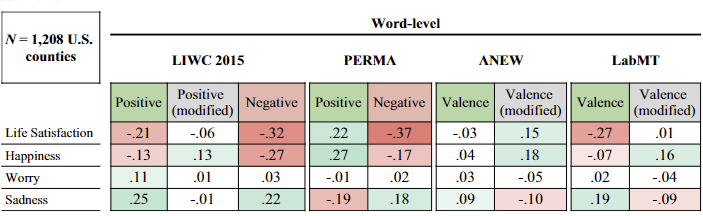 Word-level
N = 1,208 U.S. counties
LIWC 2015 PERMA ANEW LabMT
Positive Positive (modified) Negative Positive Negative Valence Valence (modified) Valence Valence (modified)
Life Satisfaction -.21 -.06 -.32 .22 -.37 -.03 .15 -.27 .01
Happiness -.13 .13 -.27 .27 -.17 .04 .18 -.07 .16
Worry .11 .01 .03 -.01 .02 .03 -.05 .02 -.04
Sadness .25 -.01 .22 -.19 .18 .09 -.10 .19 -.09